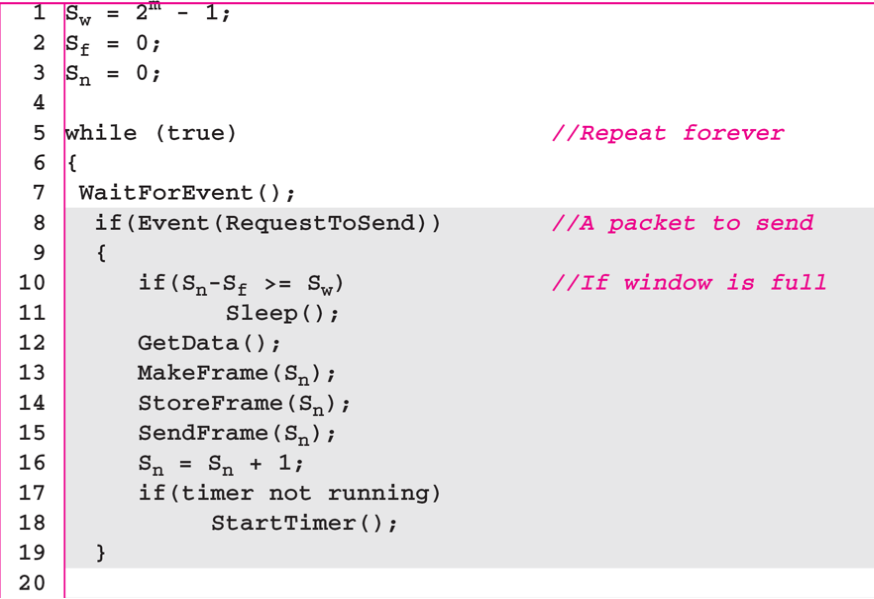 1 S_w = 2^m - 1;
2 S_f = 0;
3 S_n = 0;
4
5 while (true) //Repeat forever
6 {
7 WaitForEvent();
8 if(Event(RequestToSend)) //A packet to send
9 {
10 if(S_n-S_f >= S_w) //If window is full
11 Sleep();
12 GetData();
13 MakeFrame(S_n);
14 StoreFrame(S_n);
15 SendFrame(S_n);
16 S_n = S_n + 1;
17 if(timer not running)
18 StartTimer();
19 }
20